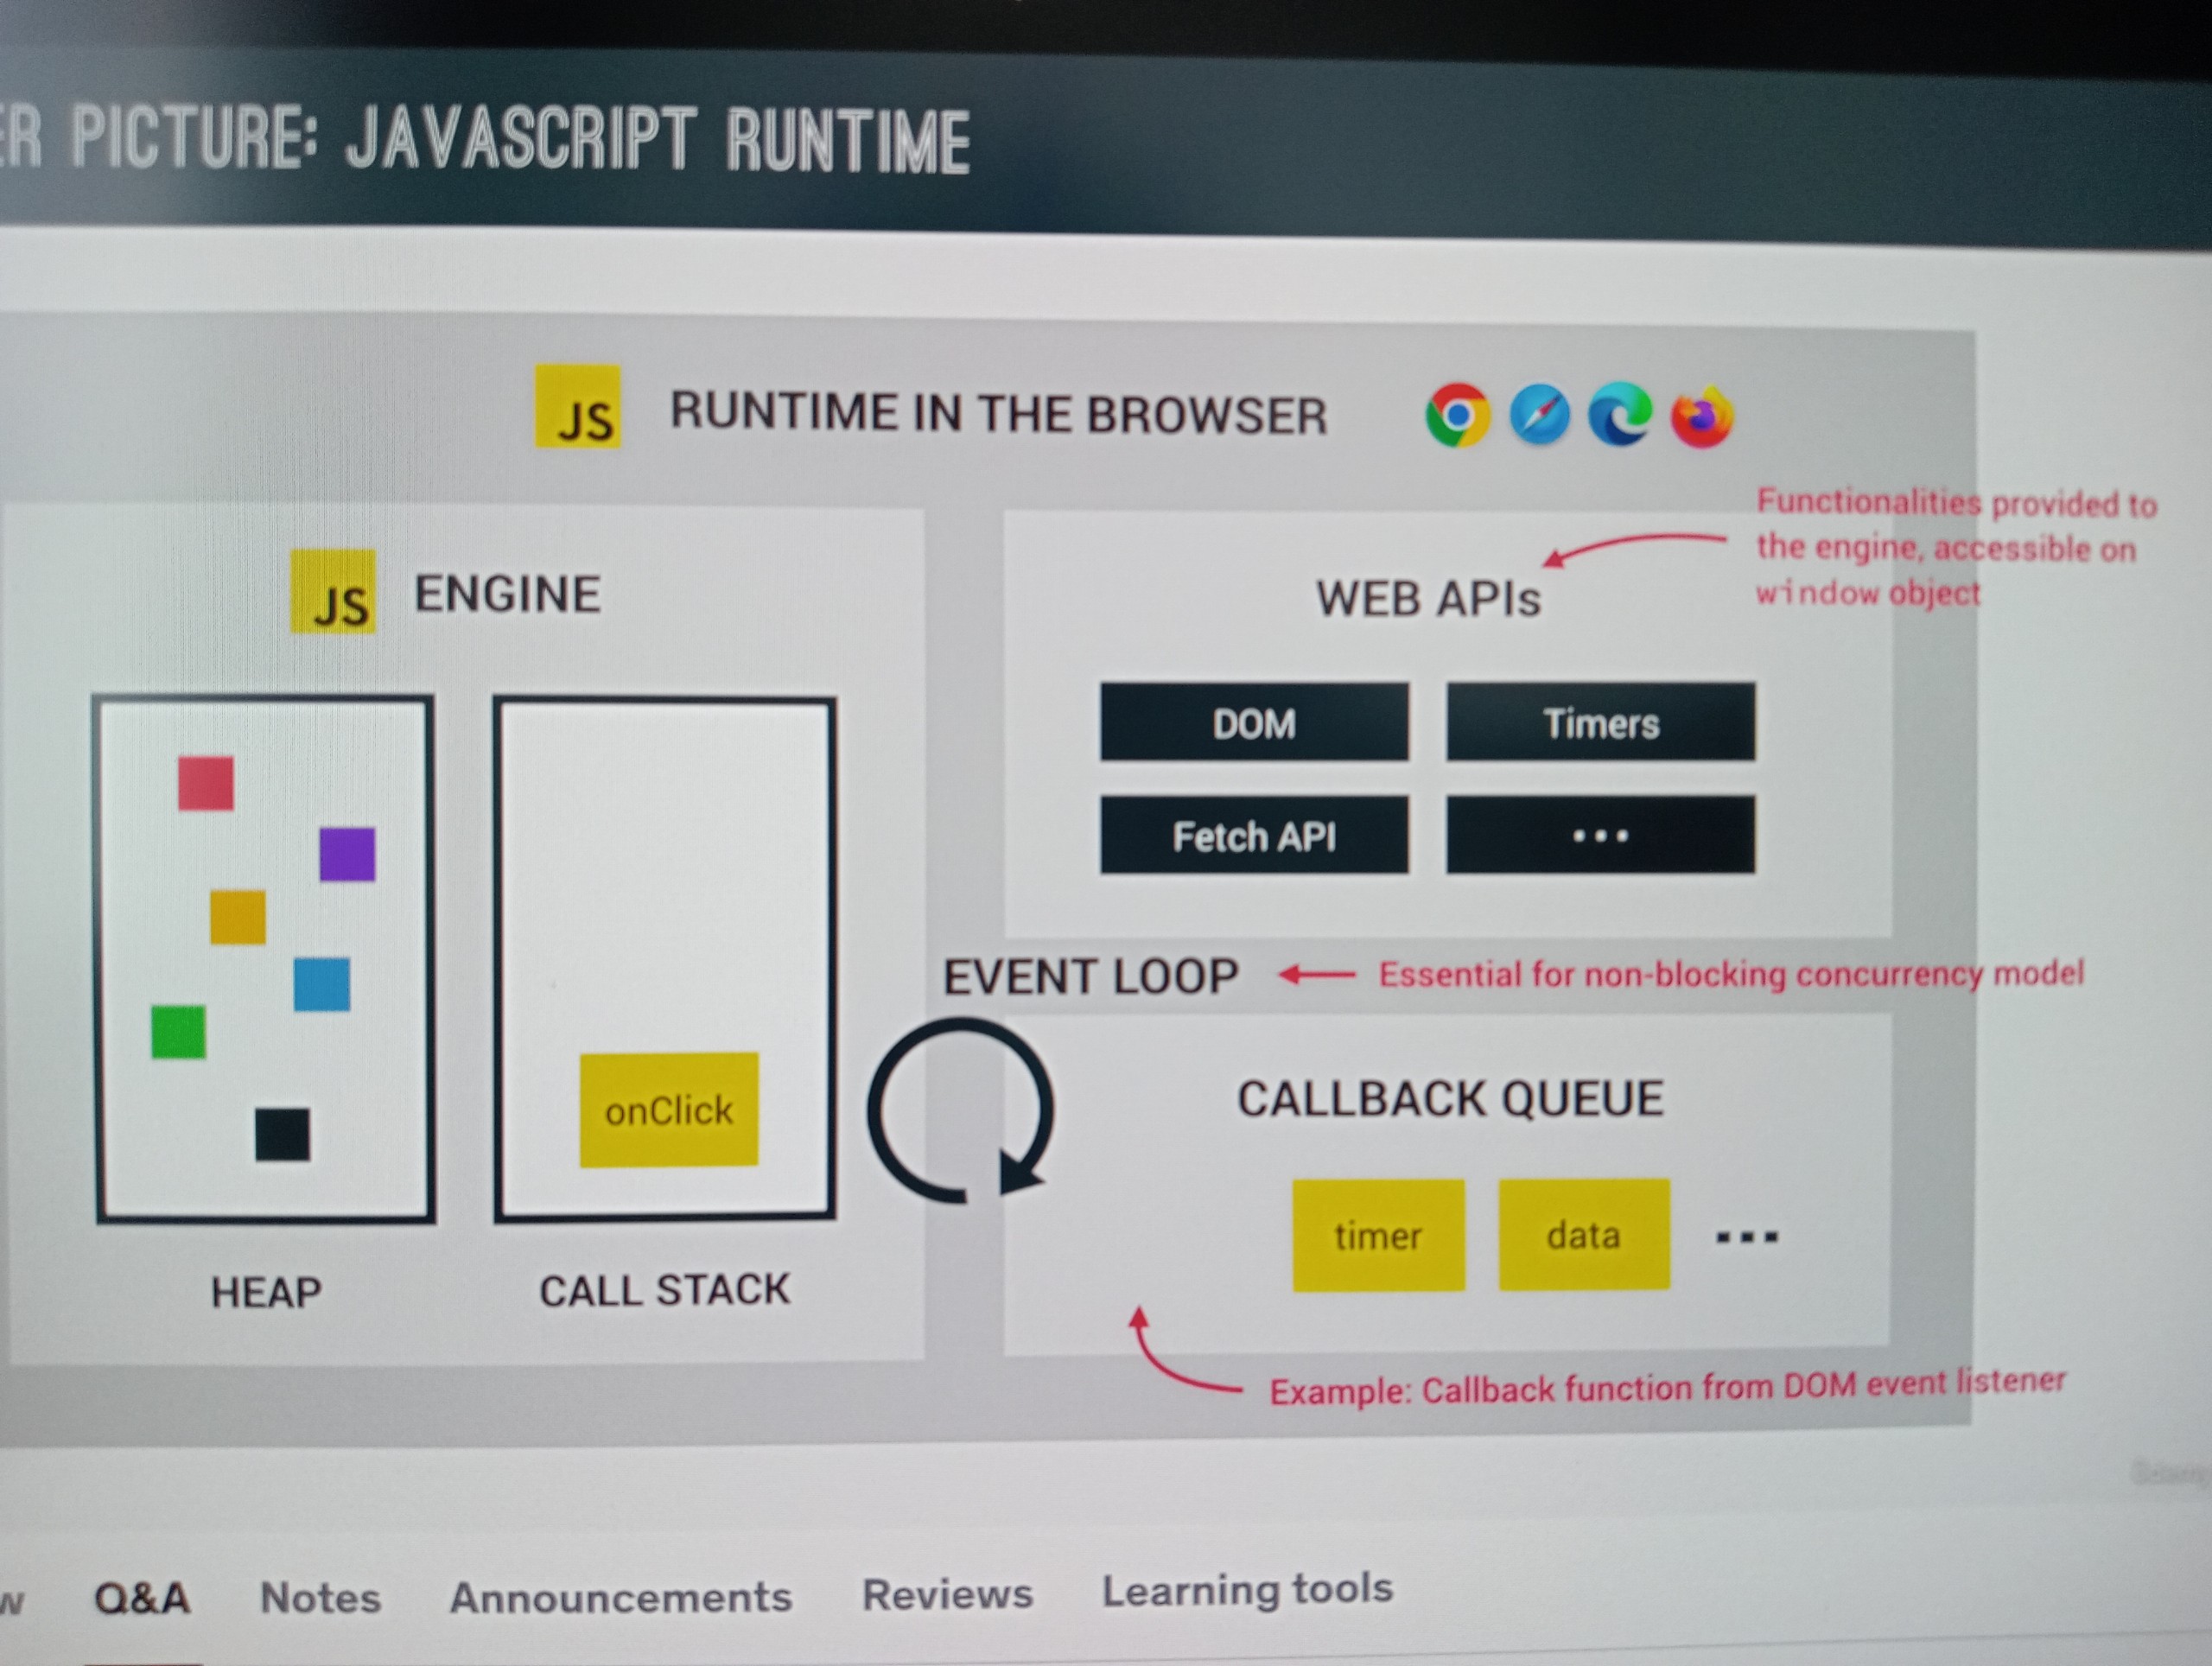 PICTURE: JAVASCRIPT RUNTIME
JS RUNTIME IN THE BROWSER
JS ENGINE
HEAP
onClick
CALL STACK
WEB APIs
Functionalities provided to
the engine, accessible on
window object
DOM
Timers
Fetch API
...
EVENT LOOP
Essential for non-blocking concurrency model
CALLBACK QUEUE
timer
data
...
Example: Callback function from DOM event listener
Q&A
Notes
Announcements
Reviews
Learning tools